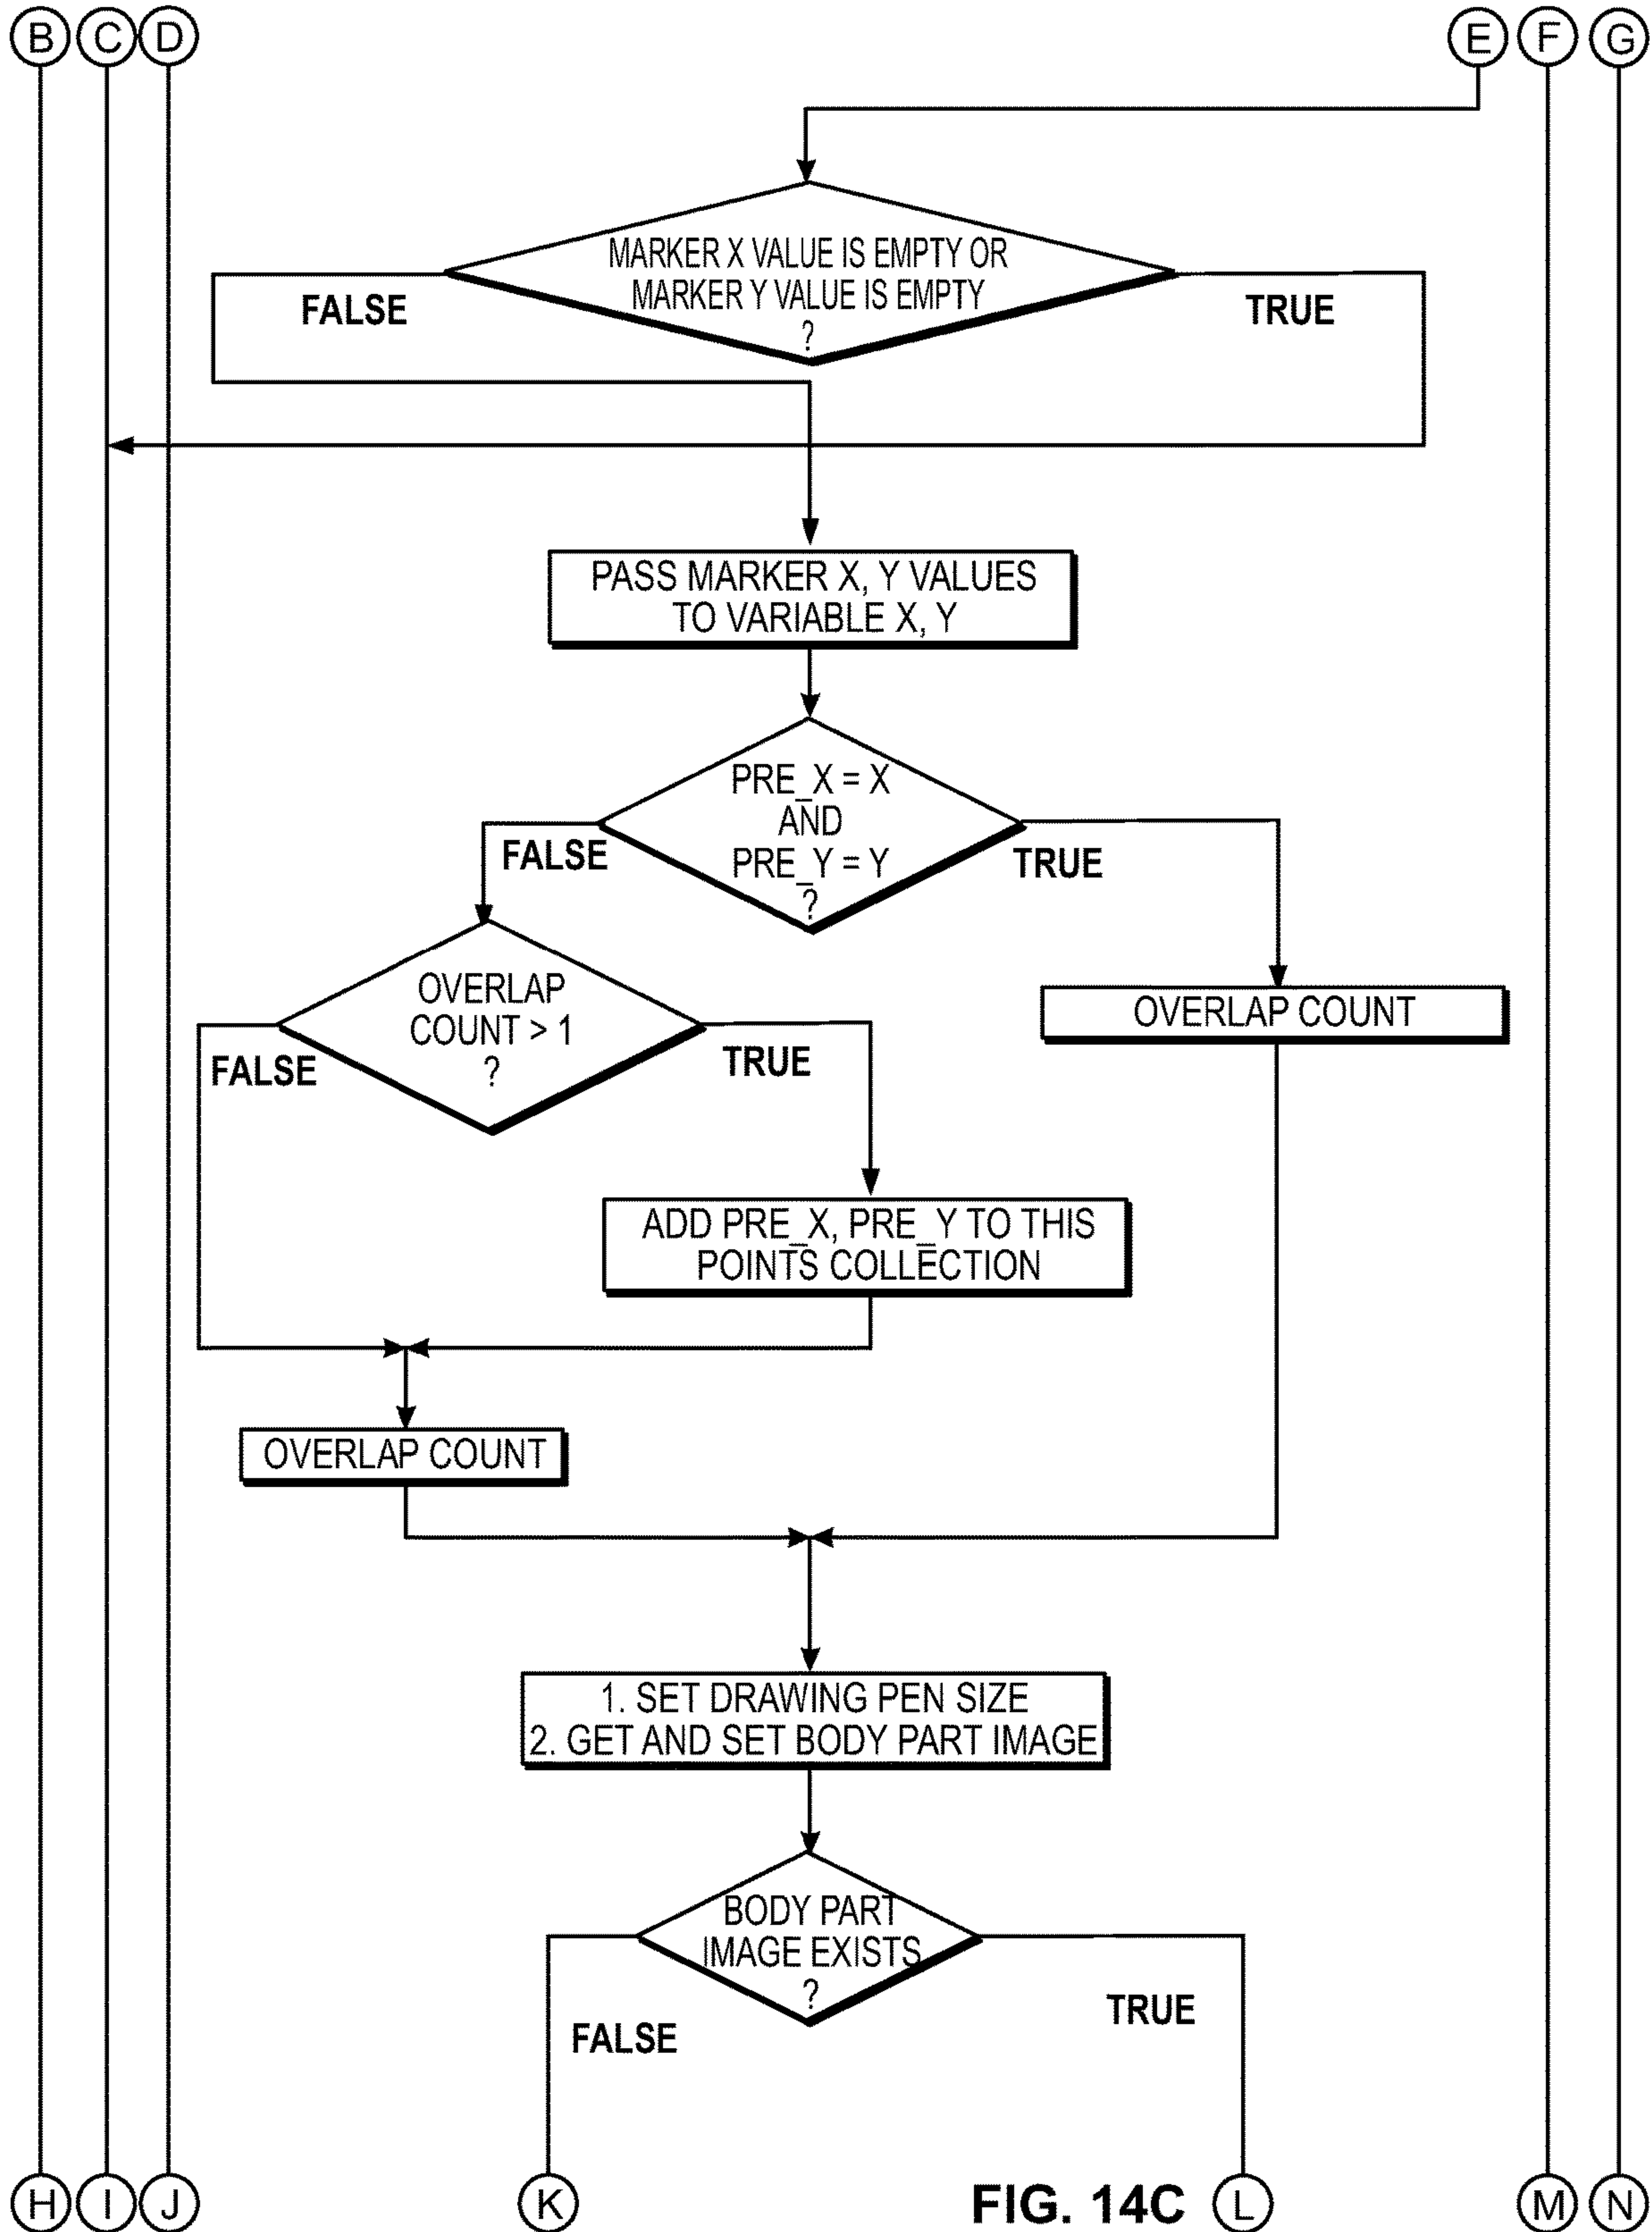 B C D E F G
MARKER X VALUE IS EMPTY OR
MARKER Y VALUE IS EMPTY
?
FALSE
TRUE
PASS MARKER X, Y VALUES
TO VARIABLE X, Y
PRE_X = X
AND
PRE_Y = Y
?
FALSE
TRUE
OVERLAP
COUNT > 1
?
FALSE
TRUE
OVERLAP COUNT
ADD PRE_X, PRE_Y TO THIS
POINTS COLLECTION
OVERLAP COUNT
1. SET DRAWING PEN SIZE
2. GET AND SET BODY PART IMAGE
BODY PART
IMAGE EXISTS
?
FALSE
TRUE
H I J K L M N
FIG. 14C